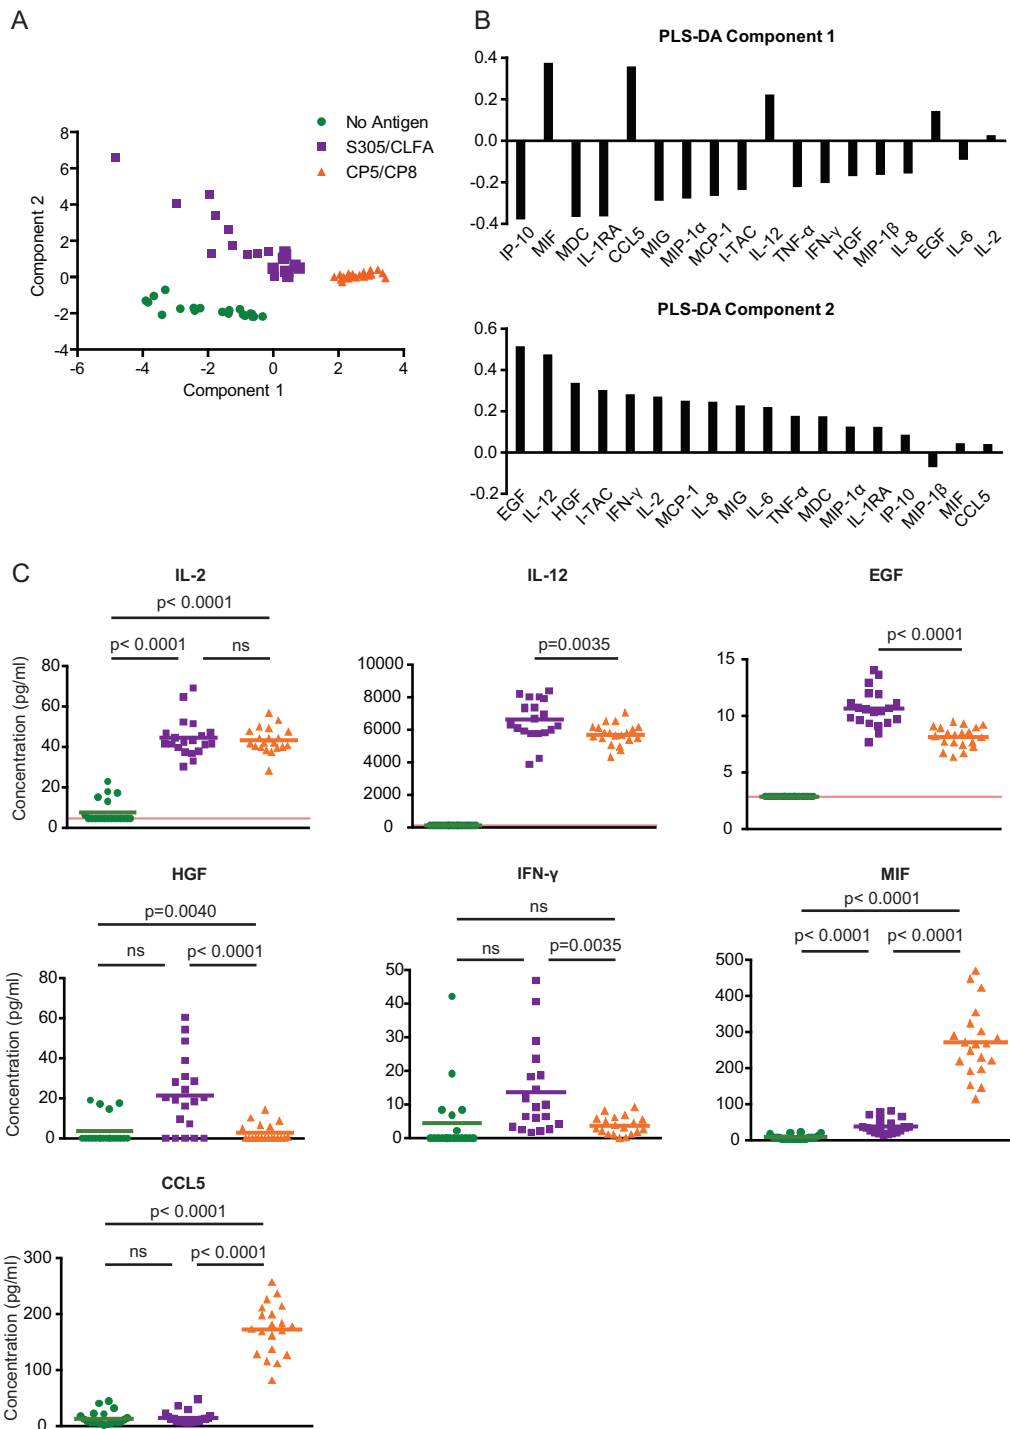 A
No Antigen
S305/CLFA
CP5/CP8
8
6
4
2
0
-2
-4
-6
-4
-2
0
2
4
Component 2
Component 1
B
PLS-DA Component 1
0.4
0.2
0.0
-0.2
-0.4
IP-10
MIF
MDC
IL-1RA
CCL5
MIG
MIP-1α
MCP-1
I-TAC
IL-12
TNF-α
IFN-γ
HGF
MIP-1β
IL-8
EGF
IL-6
IL-2
PLS-DA Component 2
0.6
0.4
0.2
0.0
-0.2
EGF
IL-12
HGF
I-TAC
IFN-γ
IL-2
MCP-1
IL-8
MIG
IL-6
TNF-α
MDC
MIP-1α
IL-1RA
IP-10
MIP-1β
MIF
CCL5
C
IL-2
p< 0.0001
p< 0.0001
ns
80
60
40
20
0
Concentration (pg/ml)
IL-12
p=0.0035
10000
8000
6000
4000
2000
0
EGF
p< 0.0001
15
10
5
0
HGF
p=0.0040
ns
p< 0.0001
80
60
40
20
0
Concentration (pg/ml)
IFN-γ
ns
ns
p=0.0035
50
40
30
20
10
0
MIF
p< 0.0001
p< 0.0001
p< 0.0001
500
400
300
200
100
0
CCL5
p< 0.0001
ns
p< 0.0001
300
200
100
0
Concentration (pg/ml)